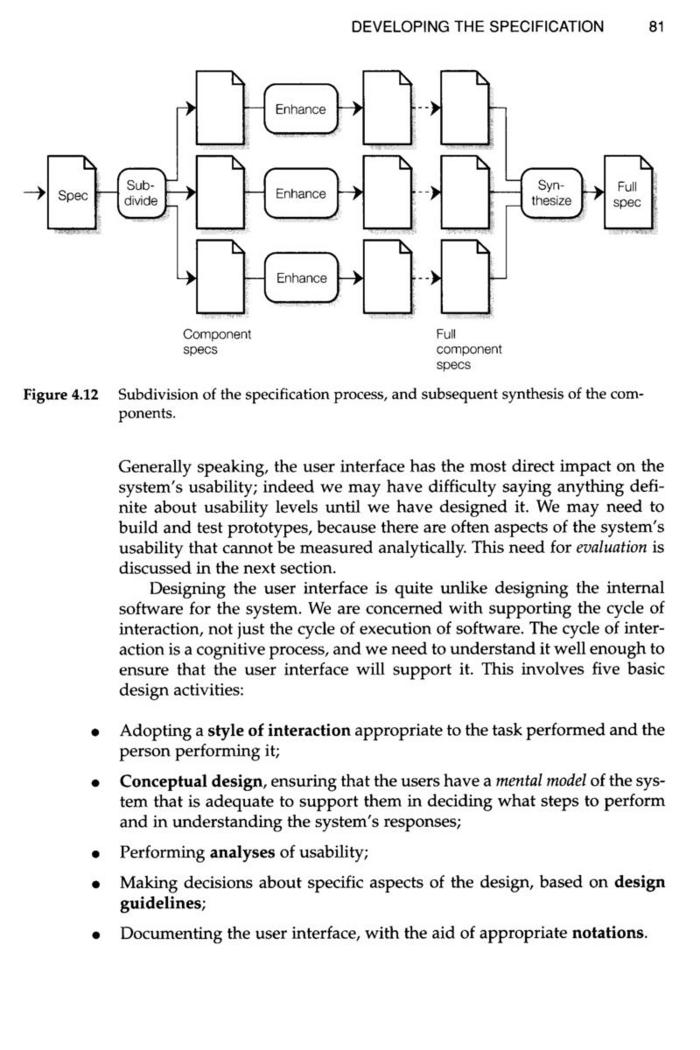 DEVELOPING THE SPECIFICATION 81
Enhance
Spec
Sub-
divide
Enhance
Syn-
thesize
Full
spec
Enhance
Component
specs
Full
component
specs
Figure 4.12 Subdivision of the specification process, and subsequent synthesis of the com-
ponents.
Generally speaking, the user interface has the most direct impact on the
system's usability; indeed we may have difficulty saying anything defi-
nite about usability levels until we have designed it. We may need to
build and test prototypes, because there are often aspects of the system's
usability that cannot be measured analytically. This need for evaluation is
discussed in the next section.
Designing the user interface is quite unlike designing the internal
software for the system. We are concerned with supporting the cycle of
interaction, not just the cycle of execution of software. The cycle of inter-
action is a cognitive process, and we need to understand it well enough to
ensure that the user interface will support it. This involves five basic
design activities:
• Adopting a style of interaction appropriate to the task performed and the
person performing it;
• Conceptual design, ensuring that the users have a mental model of the sys-
tem that is adequate to support them in deciding what steps to perform
and in understanding the system's responses;
• Performing analyses of usability;
• Making decisions about specific aspects of the design, based on design
guidelines;
• Documenting the user interface, with the aid of appropriate notations.